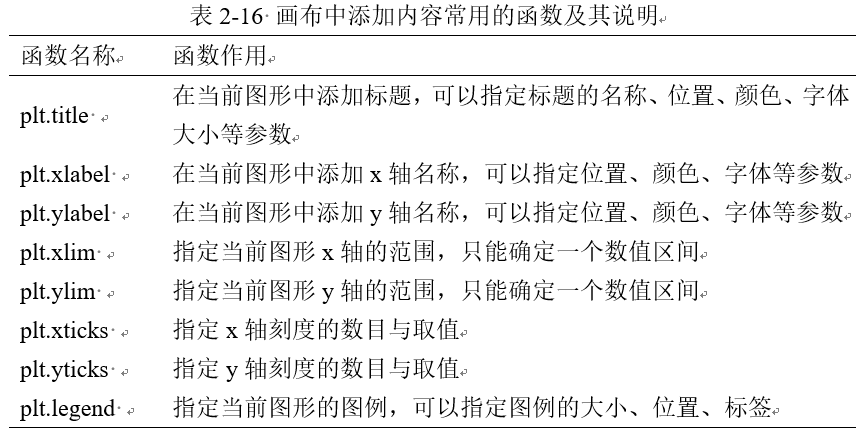 表 2-16 画布中添加内容常用的函数及其说明
函数名称 函数作用
plt.title 在当前图形中添加标题，可以指定标题的名称、位置、颜色、字体
大小等参数
plt.xlabel 在当前图形中添加 x 轴名称，可以指定位置、颜色、字体等参数
plt.ylabel 在当前图形中添加 y 轴名称，可以指定位置、颜色、字体等参数
plt.xlim 指定当前图形 x 轴的范围，只能确定一个数值区间
plt.ylim 指定当前图形 y 轴的范围，只能确定一个数值区间
plt.xticks 指定 x 轴刻度的数目与取值
plt.yticks 指定 y 轴刻度的数目与取值
plt.legend 指定当前图形的图例，可以指定图例的大小、位置、标签